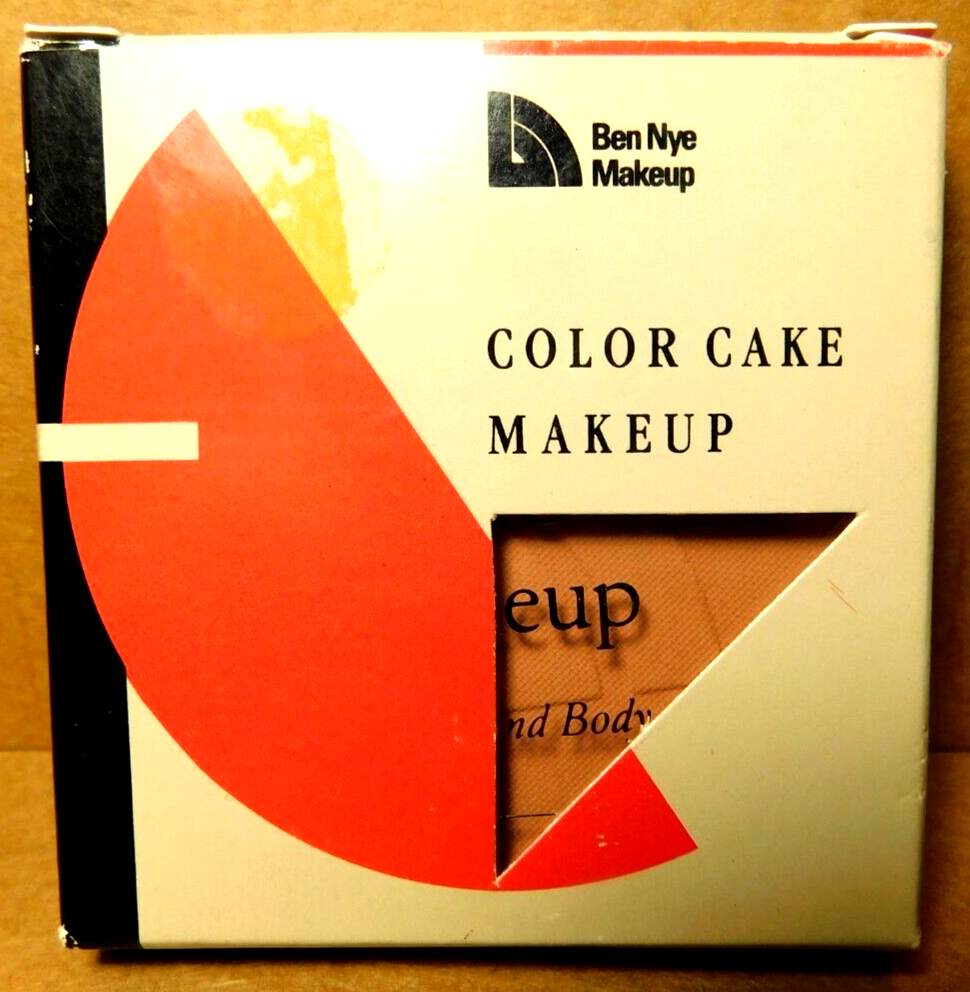 Ben Nye
Makeup
COLOR CAKE
MAKEUP
eup
nd Body